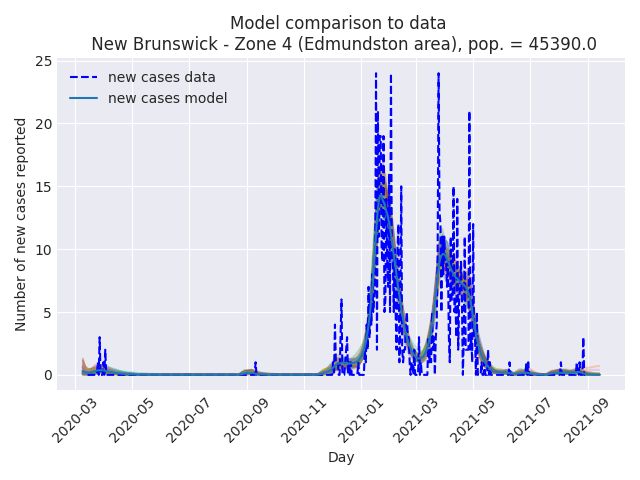 Model comparison to data
New Brunswick - Zone 4 (Edmundston area), pop. = 45390.0
new cases data
new cases model
Number of new cases reported
25
20
15
10
5
0
2020-03
2020-05
2020-07
2020-09
2020-11
2021-01
2021-03
2021-05
2021-07
2021-09
Day